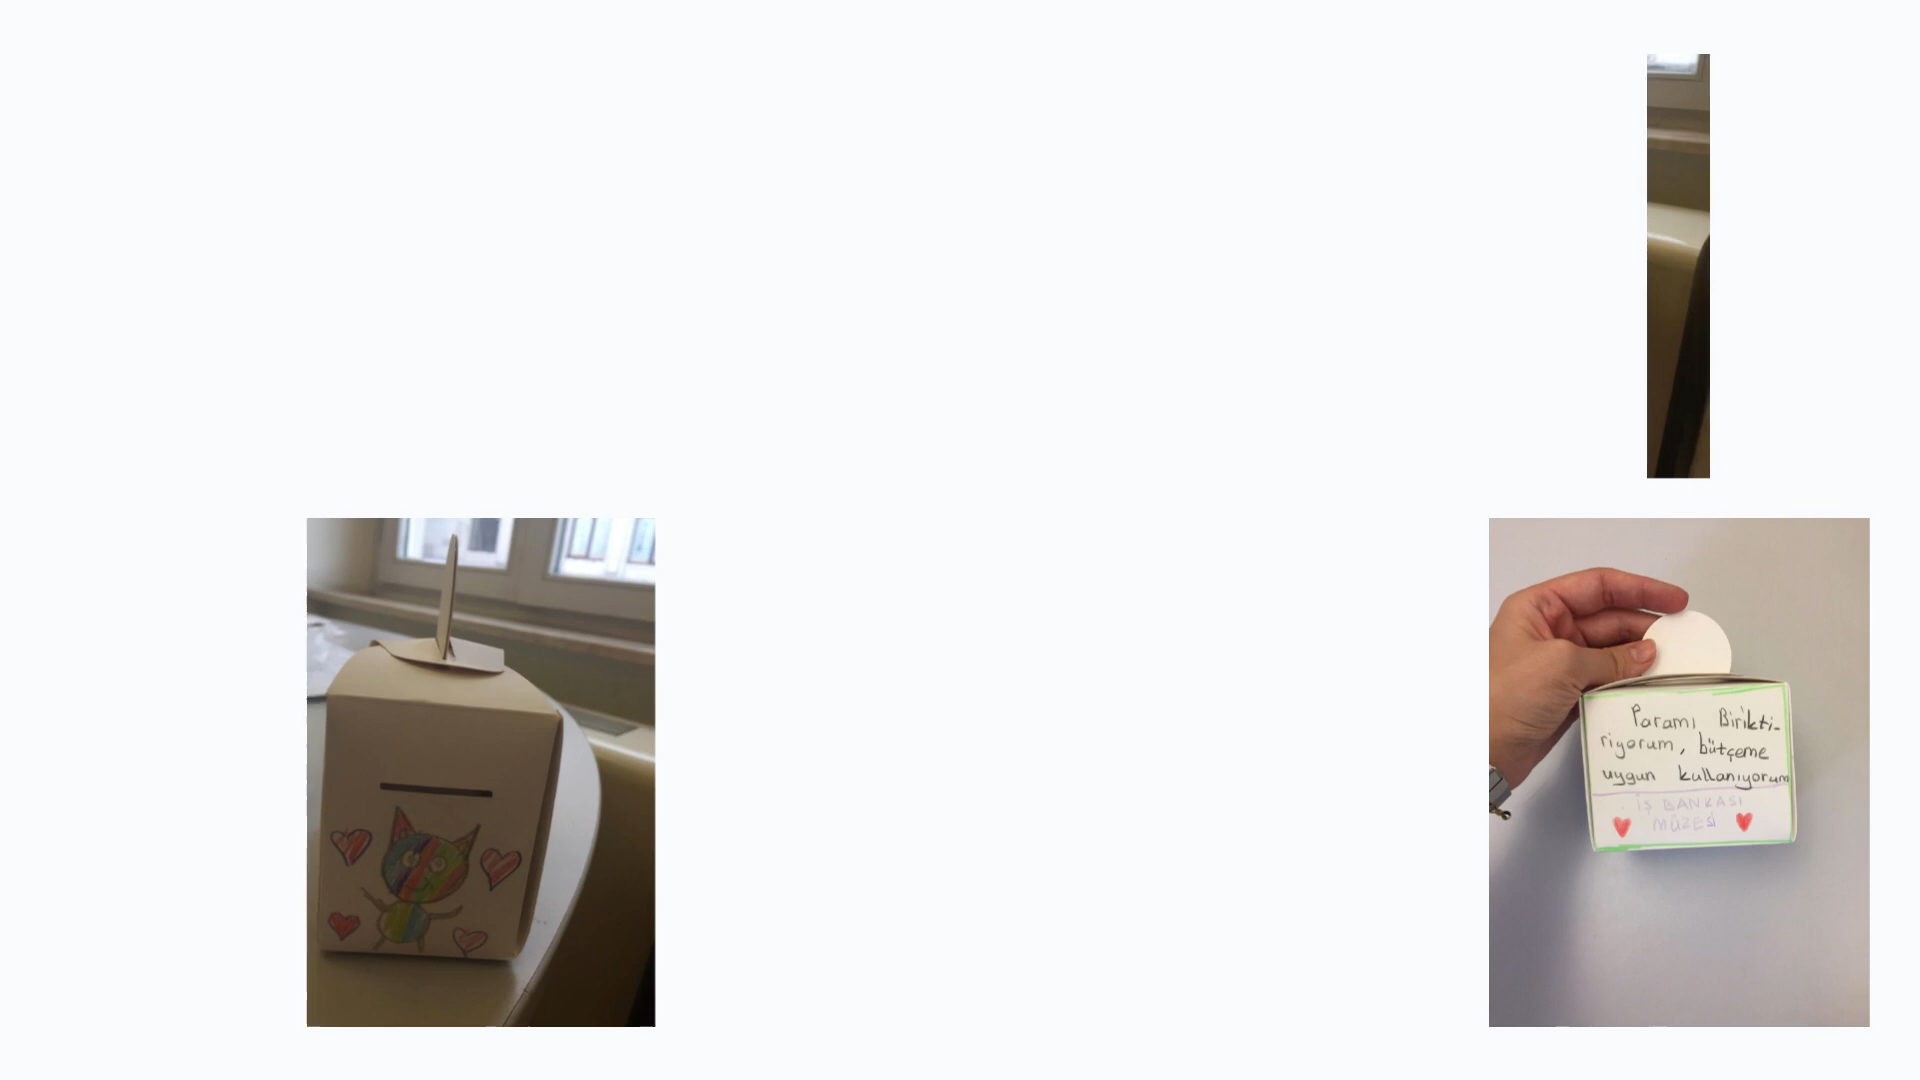 Paramı Birikti-
riyorum, bütçeme
uygun kullanıyorum
İŞ BANKASI
MÜZESİ